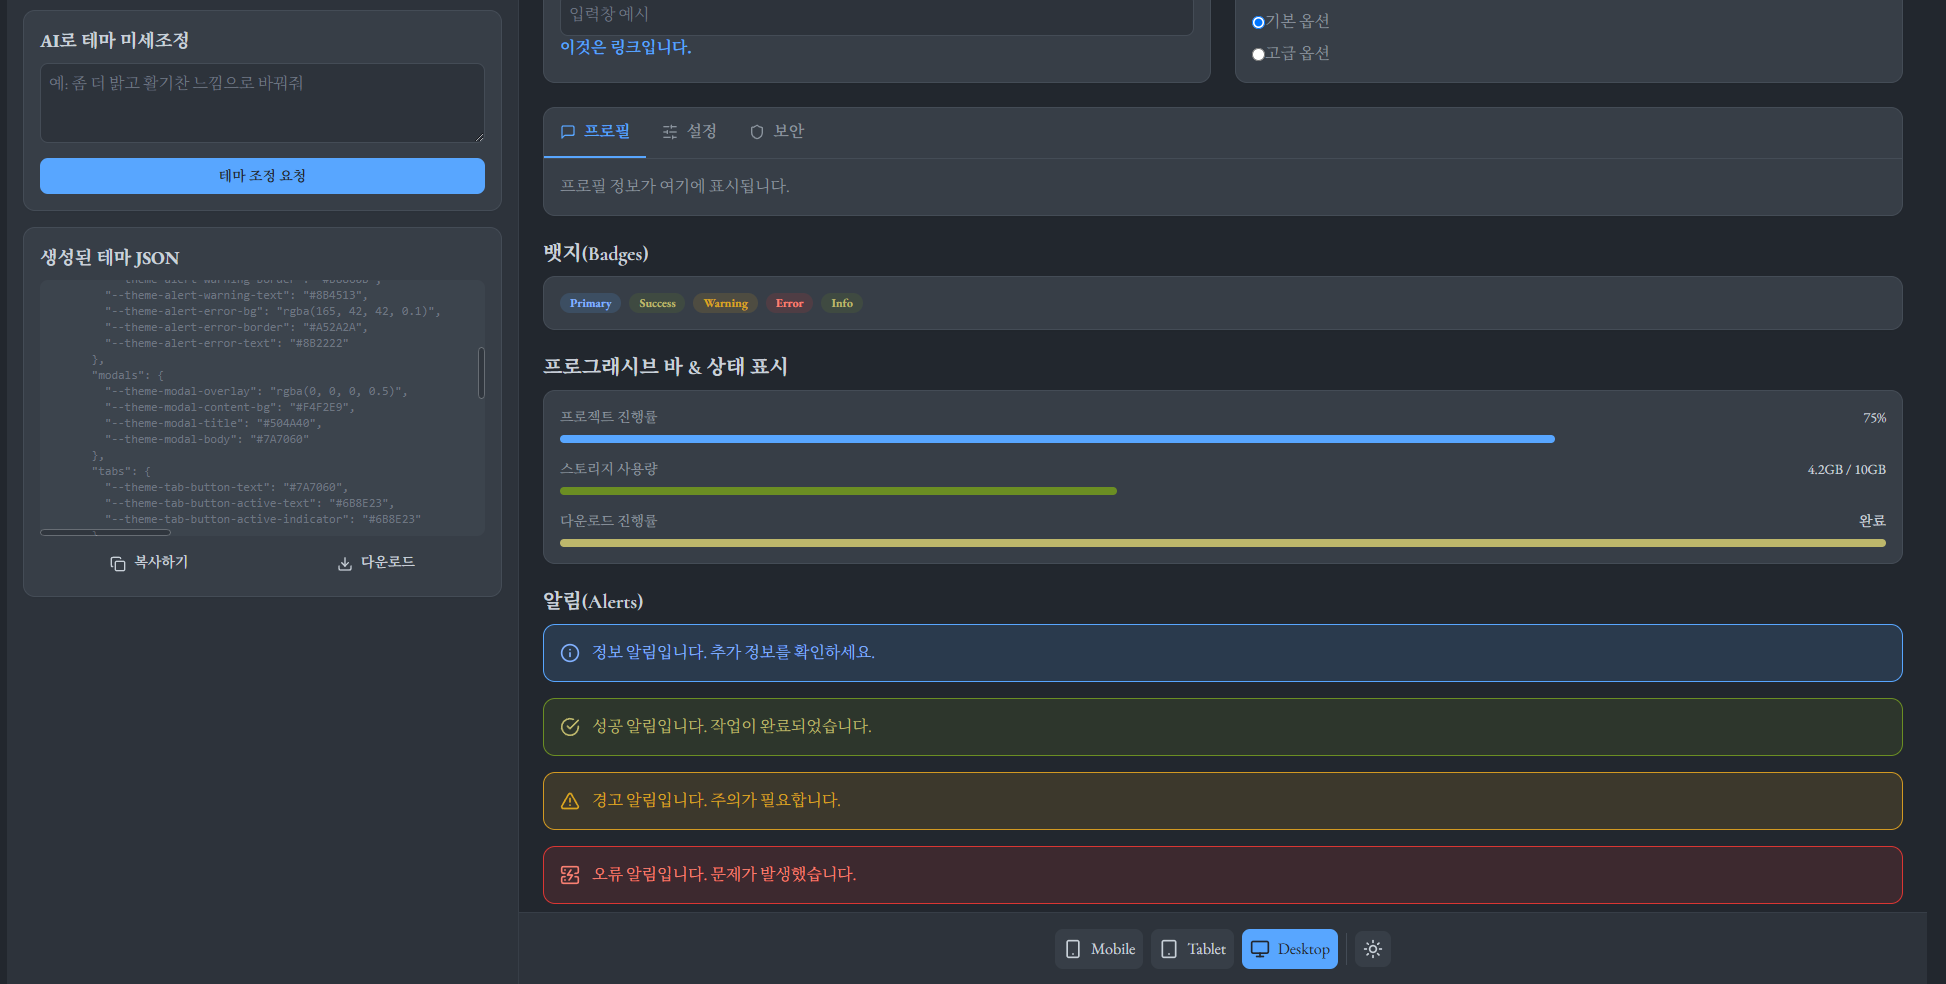 AI로 테마 미세조정
예: 좀 더 밝고 활기찬 느낌으로 바꿔줘
테마 조정 요청
생성된 테마 JSON
"--theme-alert-warning-text": "#8B4513",
"--theme-alert-error-bg": "rgba(165, 42, 42, 0.1)",
"--theme-alert-error-border": "#A52A2A",
"--theme-alert-error-text": "#8B2222"
},
"modals": {
"--theme-modal-overlay": "rgba(0, 0, 0, 0.5)",
"--theme-modal-content-bg": "#F4F2E9",
"--theme-modal-title": "#504A40",
"--theme-modal-body": "#7A7060"
},
"tabs": {
"--theme-tab-button-text": "#7A7060",
"--theme-tab-button-active-text": "#6B8E23",
"--theme-tab-button-active-indicator": "#6B8E23"
복사하기
다운로드
입력창 예시
이것은 링크입니다.
기본 옵션
고급 옵션
프로필
설정
보안
프로필 정보가 여기에 표시됩니다.
뱃지(Badges)
Primary
Success
Warning
Error
Info
프로그래시브 바 & 상태 표시
프로젝트 진행률
75%
스토리지 사용량
4.2GB / 10GB
다운로드 진행률
완료
알림(Alerts)
정보 알림입니다. 추가 정보를 확인하세요.
성공 알림입니다. 작업이 완료되었습니다.
경고 알림입니다. 주의가 필요합니다.
오류 알림입니다. 문제가 발생했습니다.
Mobile
Tablet
Desktop